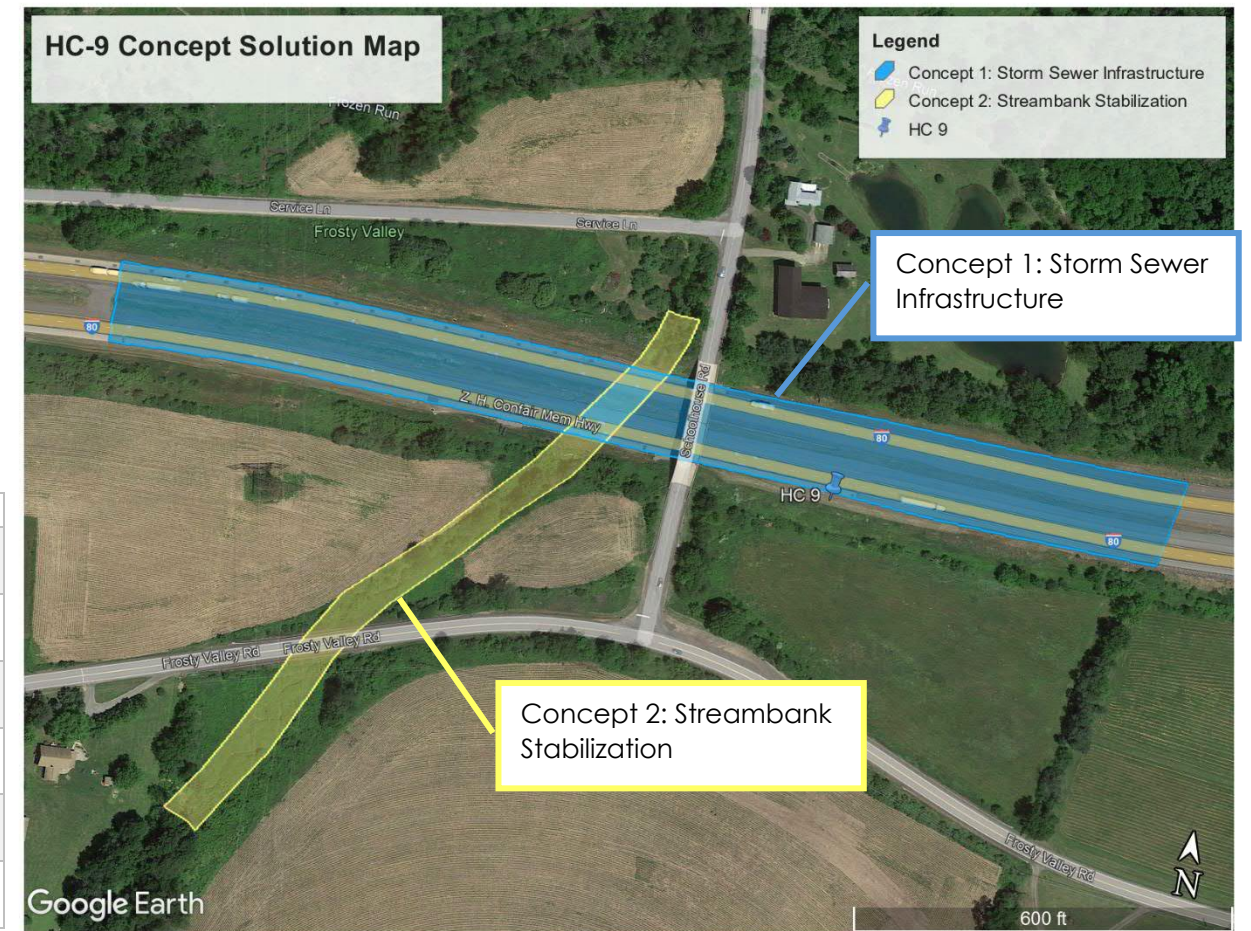 HC-9 Concept Solution Map
Legend
Concept 1: Storm Sewer Infrastructure
Concept 2: Streambank Stabilization
HC 9
Frozen Run
Service Ln
Service Ln
Frosty Valley
Concept 1: Storm Sewer
Infrastructure
80
Z. H. Confair Mem Hwy
Schoolhouse Rd
80
HC 9
80
Frosty Valley Rd
Frosty Valley Rd
Concept 2: Streambank
Stabilization
Frosty Valley Rd
N
Google Earth
600 ft